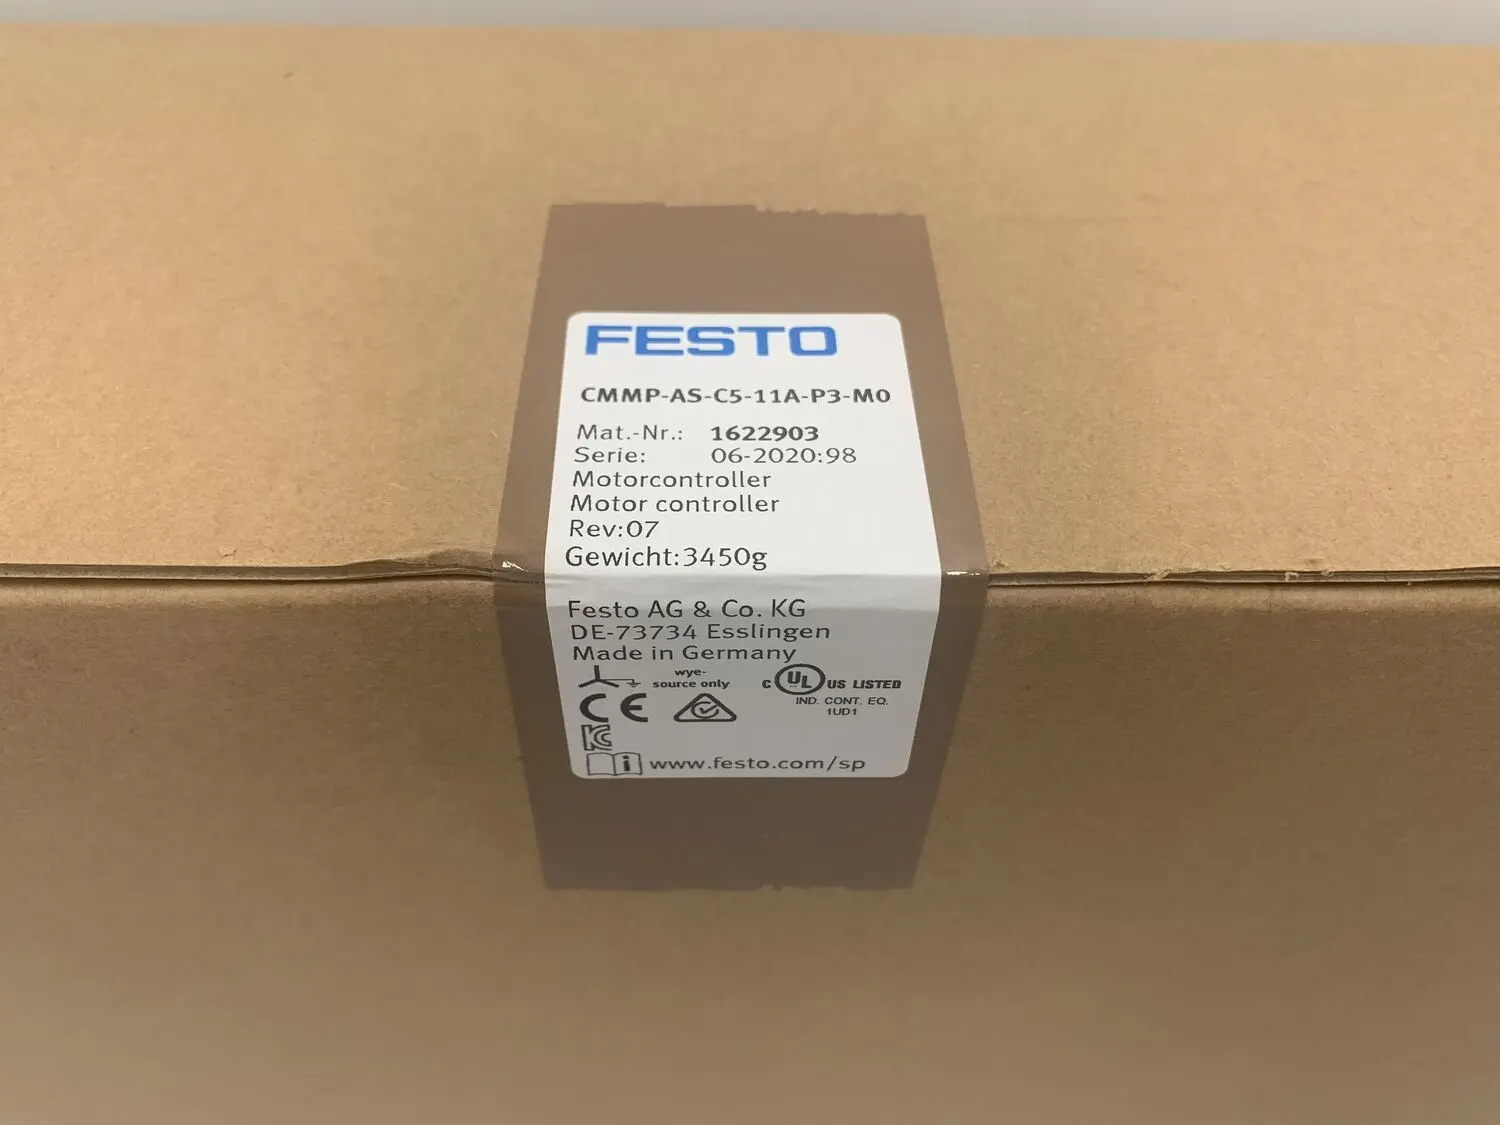 FESTO
CMMP-AS-C5-11A-P3-M0
Mat.-Nr.: 1622903
Serie: 06-2020:98
Motorcontroller
Motor controller
Rev:07
Gewicht:3450g
Festo AG & Co. KG
DE-73734 Esslingen
Made in Germany
wye-
source only
C UL US LISTED
IND. CONT. EQ.
1UD1
CE
KC
i www.festo.com/sp